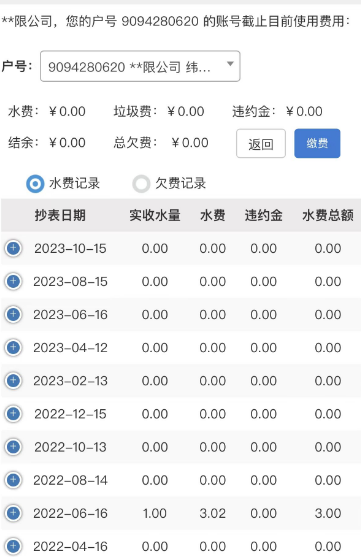 **限公司，您的户号 9094280620 的账号截止目前使用费用：
户号： 9094280620 **限公司 纬...
水费：￥0.00 垃圾费：￥0.00 违约金：￥0.00
结余：￥0.00 总欠费：￥0.00 返回 缴费
水费记录 欠费记录
抄表日期 实收水量 水费 违约金 水费总额
2023-10-15 0.00 0.00 0.00 0.00
2023-08-15 0.00 0.00 0.00 0.00
2023-06-16 0.00 0.00 0.00 0.00
2023-04-12 0.00 0.00 0.00 0.00
2023-02-13 0.00 0.00 0.00 0.00
2022-12-15 0.00 0.00 0.00 0.00
2022-10-13 0.00 0.00 0.00 0.00
2022-08-14 0.00 0.00 0.00 0.00
2022-06-16 1.00 3.02 0.00 3.00
2022-04-16 0.00 0.00 0.00 0.00